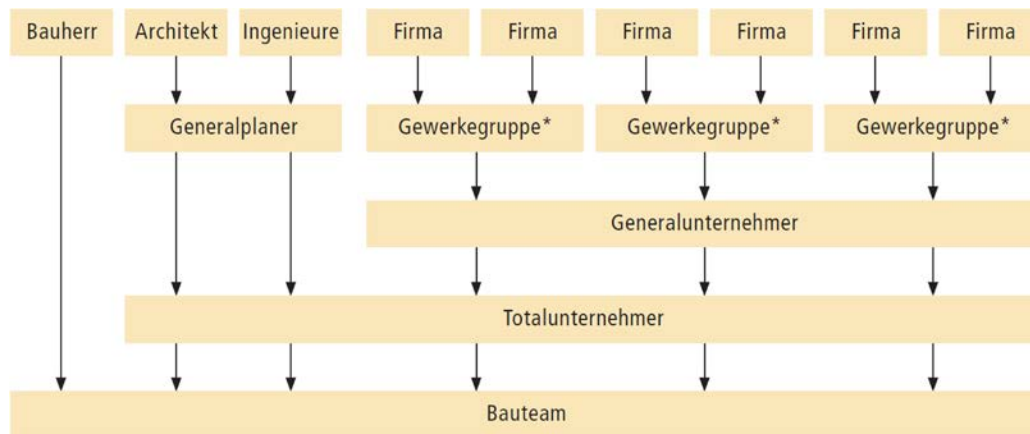 Bauherr Architekt Ingenieure Firma Firma Firma Firma Firma Firma
Generalplaner Gewerkegruppe* Gewerkegruppe* Gewerkegruppe*
Generalunternehmer
Totalunternehmer
Bauteam